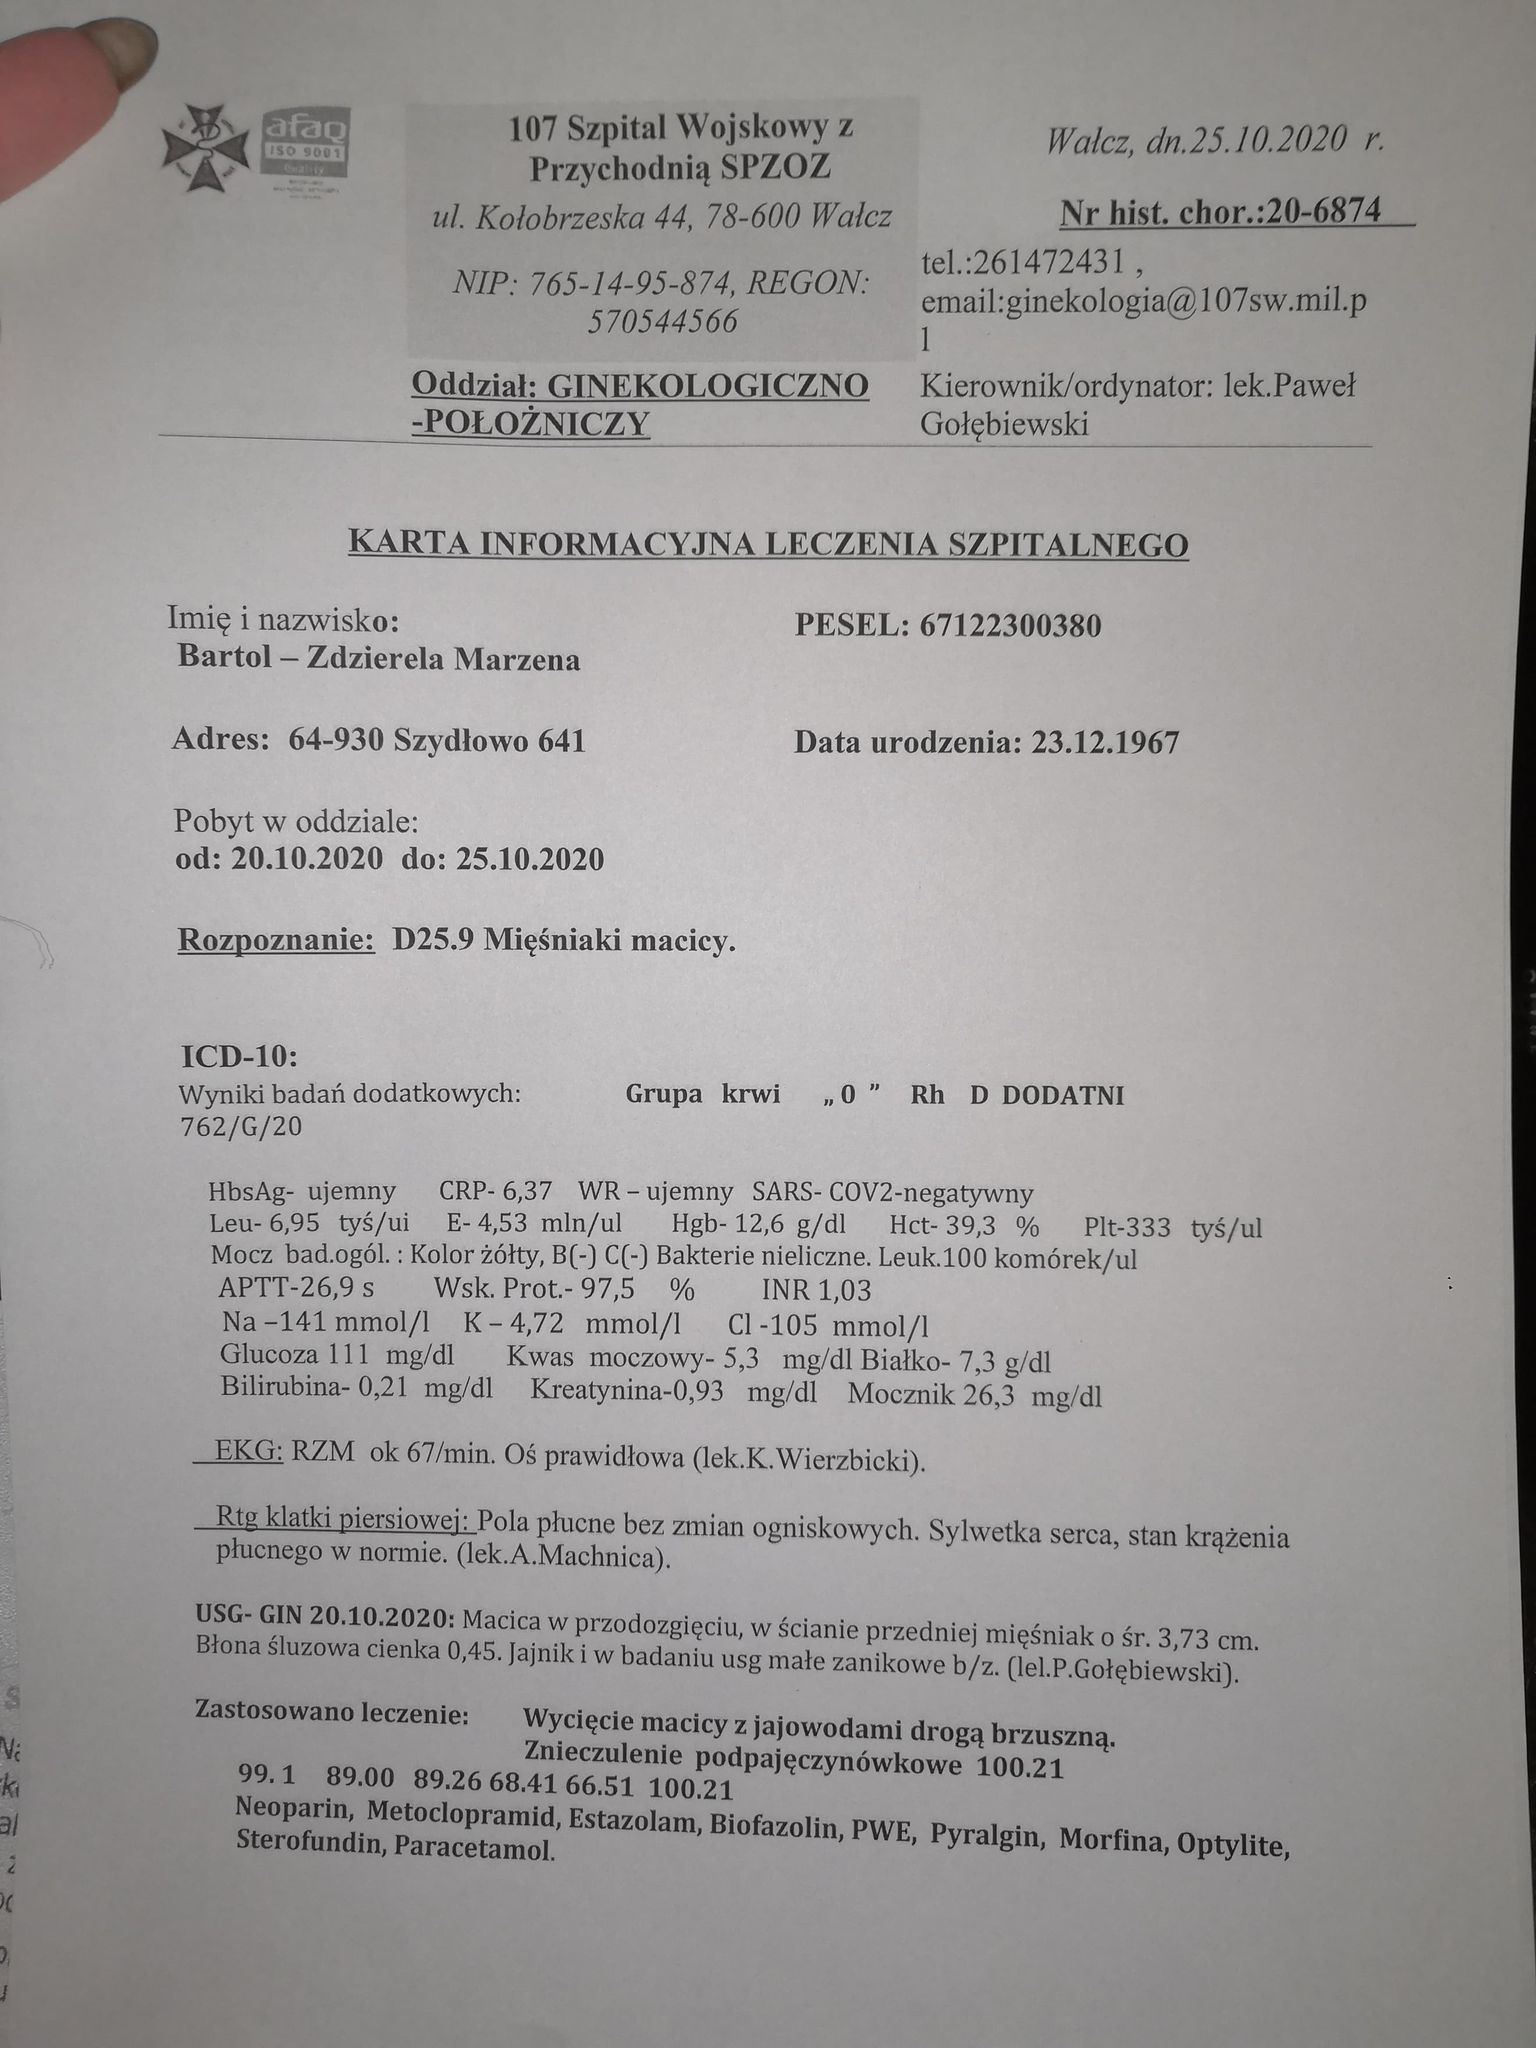 afaq
ISO 9001
Quality
107 Szpital Wojskowy z
Przychodnią SPZOZ
ul. Kołobrzeska 44, 78-600 Wałcz
NIP: 765-14-95-874, REGON:
570544566
Oddział: GINEKOLOGICZNO
-POŁOŻNICZY
Wałcz, dn.25.10.2020 r.
Nr hist. chor.:20-6874
tel.:261472431 ,
email:ginekologia@107sw.mil.p
l
Kierownik/ordynator: lek.Paweł
Gołębiewski
KARTA INFORMACYJNA LECZENIA SZPITALNEGO
Imię i nazwisko:
Bartol – Zdzierela Marzena
PESEL: 67122300380
Adres: 64-930 Szydłowo 641
Data urodzenia: 23.12.1967
Pobyt w oddziale:
od: 20.10.2020 do: 25.10.2020
Rozpoznanie: D25.9 Mięśniaki macicy.
ICD-10:
Wyniki badań dodatkowych: Grupa krwi „0 ” Rh D DODATNI
762/G/20
HbsAg- ujemny CRP- 6,37 WR – ujemny SARS- COV2-negatywny
Leu- 6,95 tyś/ui E- 4,53 mln/ul Hgb- 12,6 g/dl Hct- 39,3 % Plt-333 tyś/ul
Mocz bad.ogól. : Kolor żółty, B(-) C(-) Bakterie nieliczne. Leuk.100 komórek/ul
APTT-26,9 s Wsk. Prot.- 97,5 % INR 1,03
Na –141 mmol/l K – 4,72 mmol/l Cl -105 mmol/l
Glucoza 111 mg/dl Kwas moczowy- 5,3 mg/dl Białko- 7,3 g/dl
Bilirubina- 0,21 mg/dl Kreatynina-0,93 mg/dl Mocznik 26,3 mg/dl
EKG: RZM ok 67/min. Oś prawidłowa (lek.K.Wierzbicki).
Rtg klatki piersiowej: Pola płucne bez zmian ogniskowych. Sylwetka serca, stan krążenia
płucnego w normie. (lek.A.Machnica).
USG- GIN 20.10.2020: Macica w przodozgięciu, w ścianie przedniej mięśniak o śr. 3,73 cm.
Błona śluzowa cienka 0,45. Jajnik i w badaniu usg małe zanikowe b/z. (lel.P.Gołębiewski).
Zastosowano leczenie: Wycięcie macicy z jajowodami drogą brzuszną.
Znieczulenie podpajęczynówkowe 100.21
99. 1 89.00 89.26 68.41 66.51 100.21
Neoparin, Metoclopramid, Estazolam, Biofazolin, PWE, Pyralgin, Morfina, Optylite,
Sterofundin, Paracetamol.